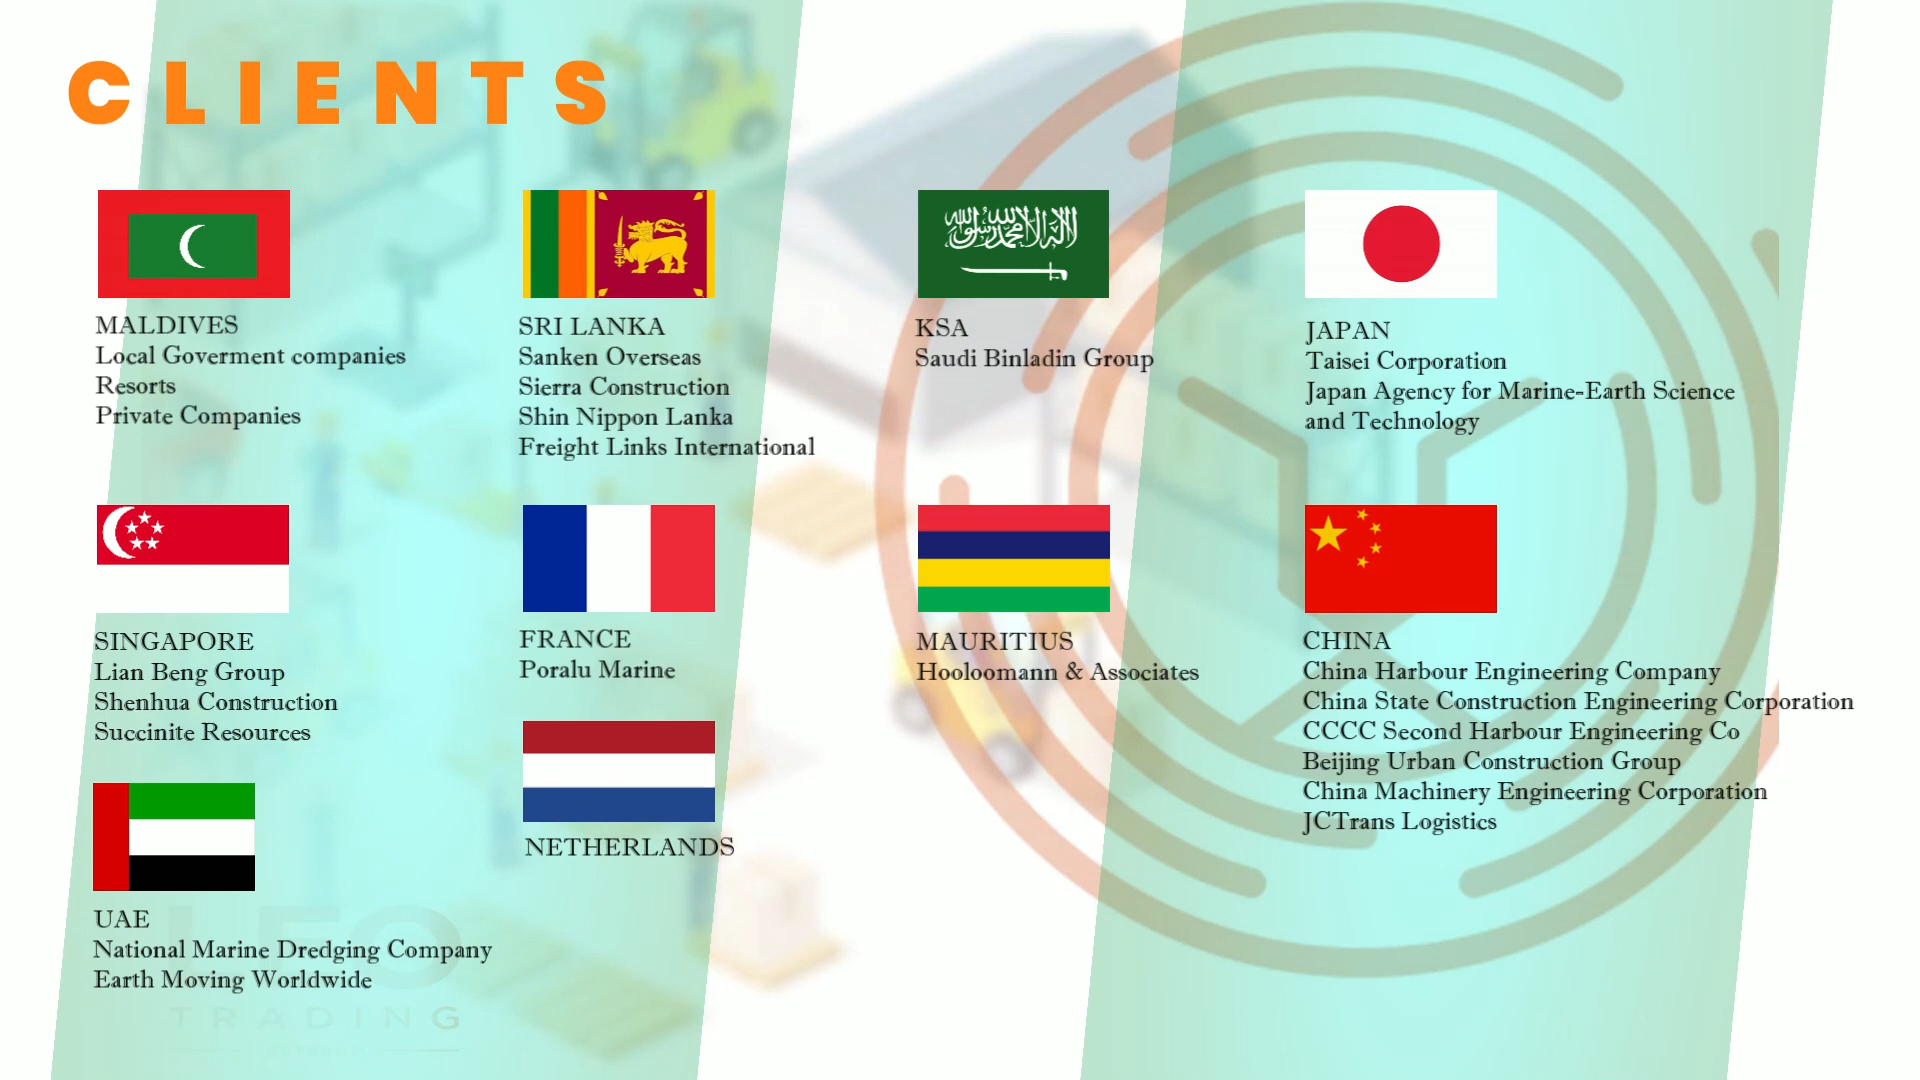 CLIENTS
MALDIVES
Local Goverment companies
Resorts
Private Companies
SRI LANKA
Sanken Overseas
Sierra Construction
Shin Nippon Lanka
Freight Links International
KSA
Saudi Binladin Group
JAPAN
Taisei Corporation
Japan Agency for Marine-Earth Science
and Technology
SINGAPORE
Lian Beng Group
Shenhua Construction
Succinite Resources
FRANCE
Poralu Marine
MAURITIUS
Hooloomann & Associates
CHINA
China Harbour Engineering Company
China State Construction Engineering Corporation
CCCC Second Harbour Engineering Co
Beijing Urban Construction Group
China Machinery Engineering Corporation
JCTrans Logistics
NETHERLANDS
UAE
National Marine Dredging Company
Earth Moving Worldwide
LEO
TRADING